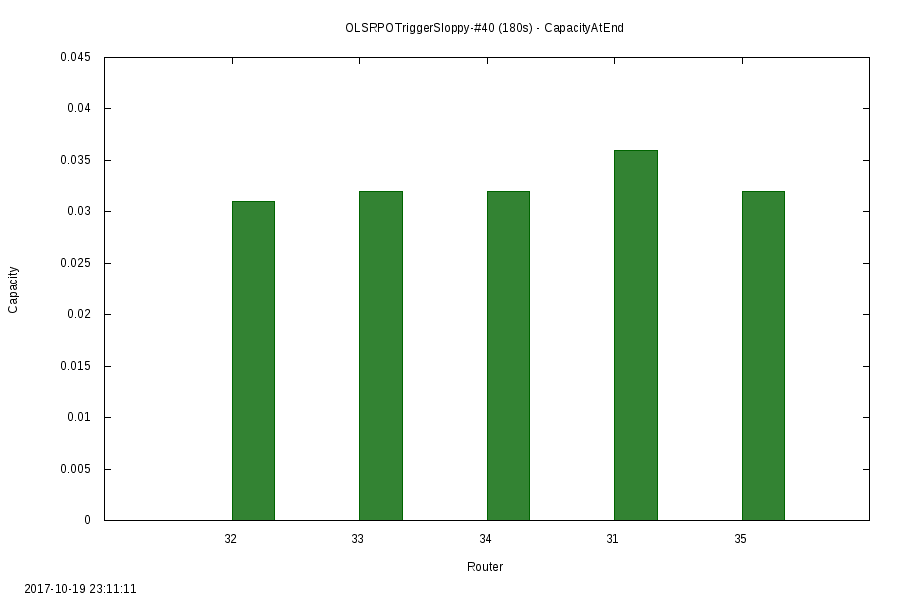 OLSRPOTriggerSloppy-#40 (180s) - CapacityAtEnd
0.045
0.04
0.035
0.03
0.025
0.02
0.015
0.01
0.005
0
Capacity
32 33 34 31 35
Router
2017-10-19 23:11:11